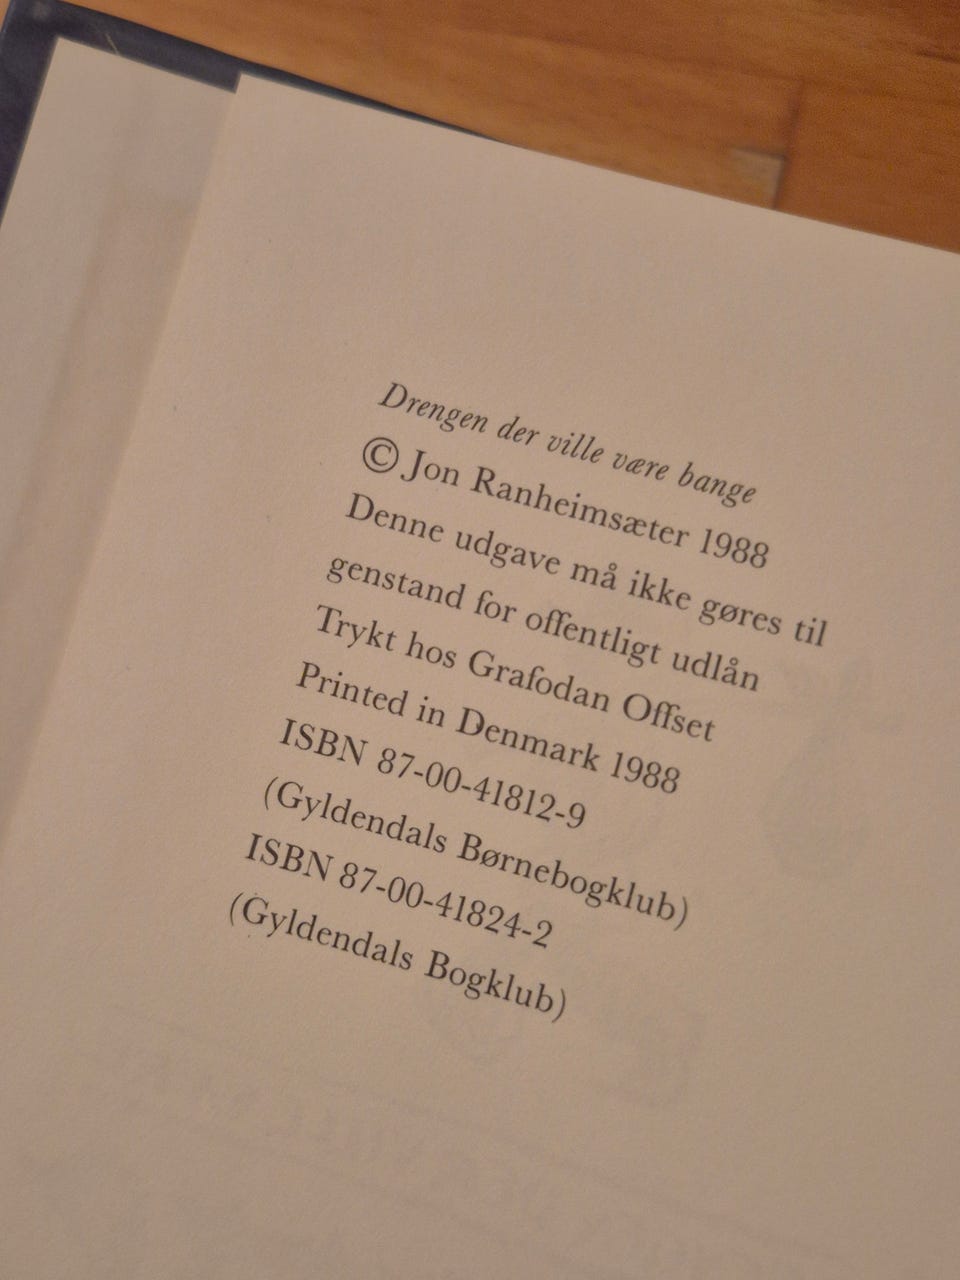 Drengen der ville være bange
© Jon Ranheimsæter 1988
Denne udgave må ikke gøres til
genstand for offentligt udlån
Trykt hos Grafodan Offset
Printed in Denmark 1988
ISBN 87-00-41812-9
(Gyldendals Børnebogklub)
ISBN 87-00-41824-2
(Gyldendals Bogklub)